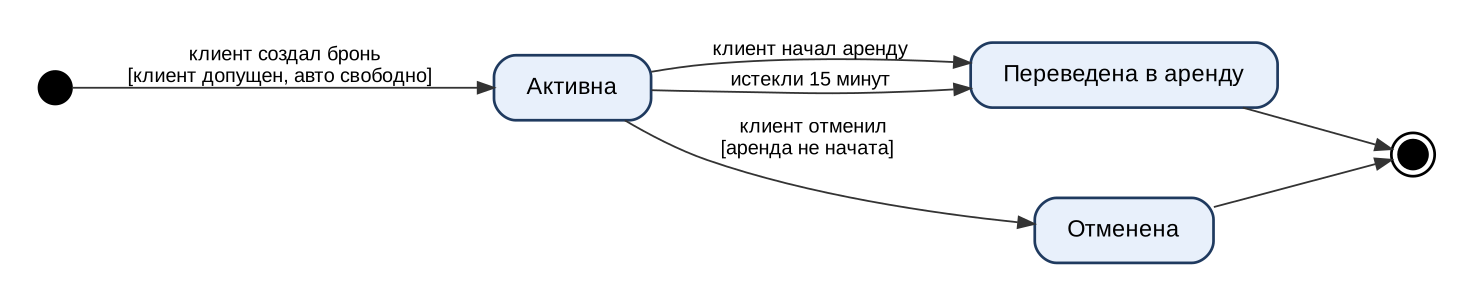 клиент создал бронь
[клиент допущен, авто свободно]
Активна
клиент начал аренду
истекли 15 минут
клиент отменил
[аренда не начата]
Переведена в аренду
Отменена